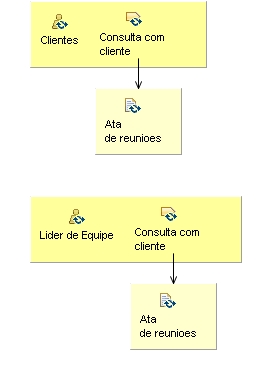 Clientes
Consulta com
cliente
Ata
de reunioes
Lider de Equipe
Consulta com
cliente
Ata
de reunioes